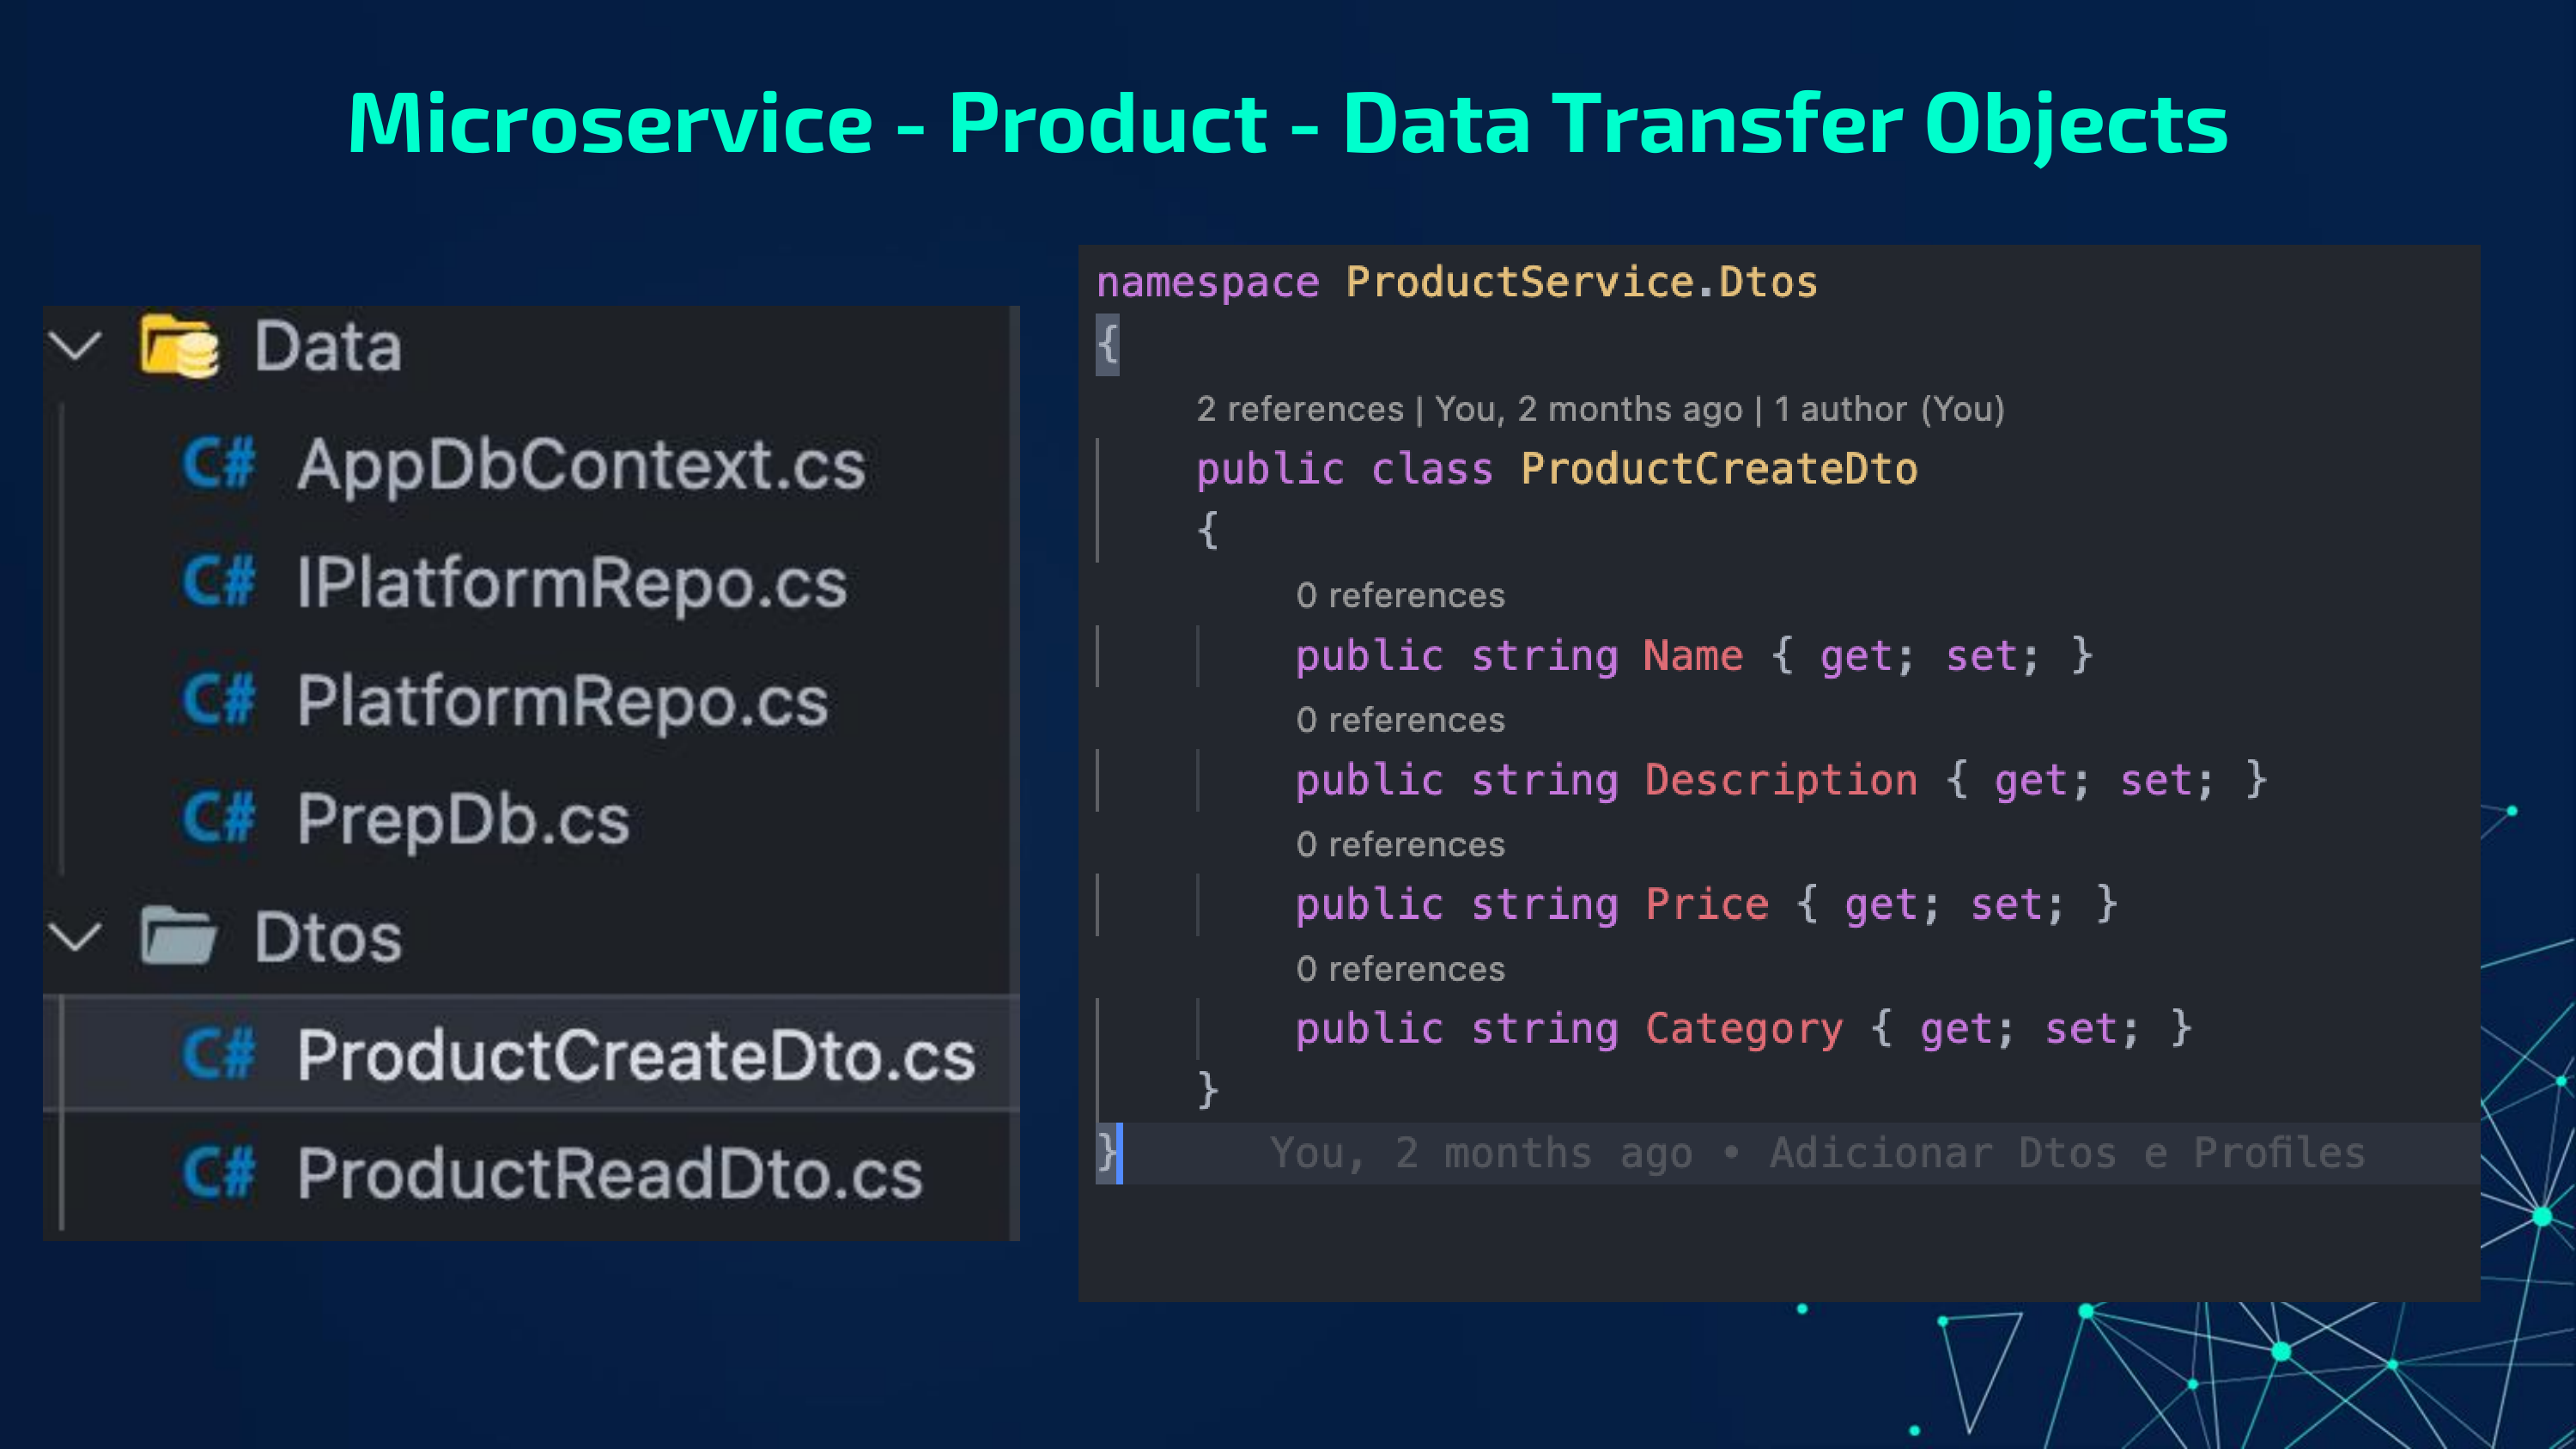 Microservice - Product - Data Transfer Objects
Data
C# AppDbContext.cs
C# IPlatformRepo.cs
C# PlatformRepo.cs
C# PrepDb.cs
Dtos
C# ProductCreateDto.cs
C# ProductReadDto.cs
namespace ProductService.Dtos
{
2 references | You, 2 months ago | 1 author (You)
public class ProductCreateDto
{
0 references
public string Name { get; set; }
0 references
public string Description { get; set; }
0 references
public string Price { get; set; }
0 references
public string Category { get; set; }
}
} You, 2 months ago • Adicionar Dtos e Profiles